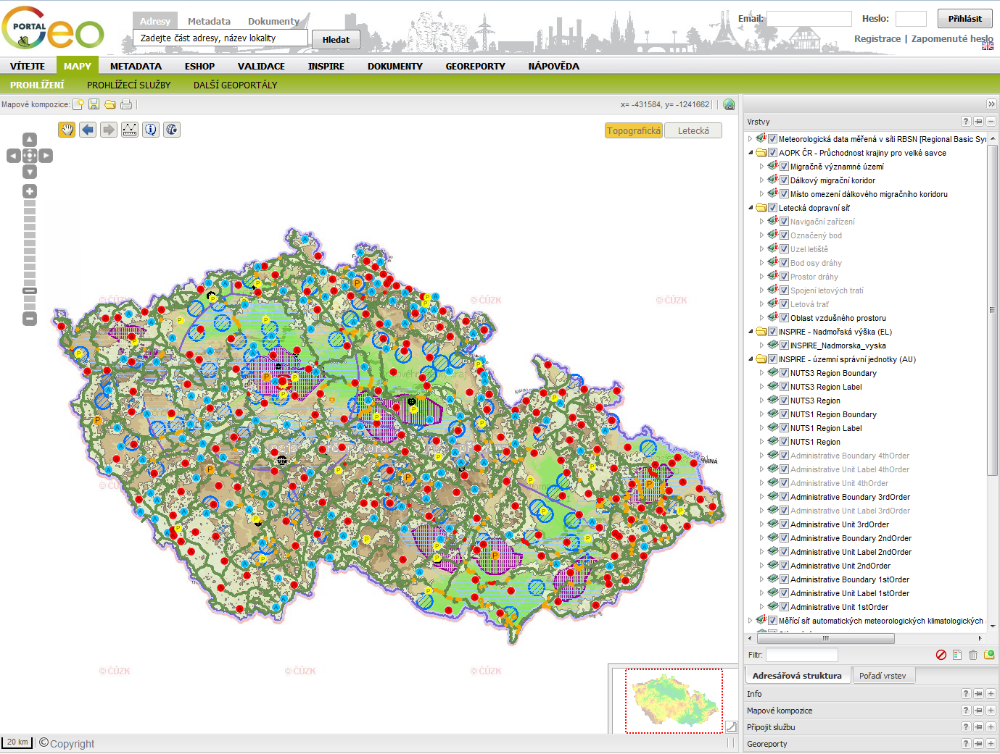 PORTAL
Geo
Adresy Metadata Dokumenty
Zadejte část adresy, název lokality
Hledat
Email:
Heslo:
Přihlásit
Registrace | Zapomenuté heslo
VÍTEJTE MAPY METADATA ESHOP VALIDACE INSPIRE DOKUMENTY GEOREPORTY NÁPOVĚDA
PROHLÍŽENÍ PROHLÍŽECÍ SLUŽBY DALŠÍ GEOPORTÁLY
Mapové kompozice:
x= -431584, y= -1241662
Topografická Letecká
© ČÚZK © ČÚZK © ČÚZK
© ČÚZK © ČÚZK © ČÚZK
20 km
© Copyright
Vrstvy
Meteorologická data měřená v síti RBSN [Regional Basic Syn
AOPK ČR - Průchodnost krajiny pro velké savce
Migračně významné území
Dálkový migrační koridor
Místo omezení dálkového migračního koridoru
Letecká dopravní síť
Navigační zařízení
Označený bod
Uzel letiště
Bod osy dráhy
Prostor dráhy
Spojení letových tratí
Letová trať
Oblast vzdušného prostoru
INSPIRE - Nadmořská výška (EL)
INSPIRE_Nadmorska_vyska
INSPIRE - územní správní jednotky (AU)
NUTS3 Region Boundary
NUTS3 Region Label
NUTS3 Region
NUTS1 Region Boundary
NUTS1 Region Label
NUTS1 Region
Administrative Boundary 4thOrder
Administrative Unit Label 4thOrder
Administrative Unit 4thOrder
Administrative Boundary 3rdOrder
Administrative Unit Label 3rdOrder
Administrative Unit 3rdOrder
Administrative Boundary 2ndOrder
Administrative Unit Label 2ndOrder
Administrative Unit 2ndOrder
Administrative Boundary 1stOrder
Administrative Unit Label 1stOrder
Administrative Unit 1stOrder
Měřící síť automatických meteorologických klimatologických
Filtr:
Adresářová struktura Pořadí vrstev
Info
Mapové kompozice
Připojit službu
Georeporty